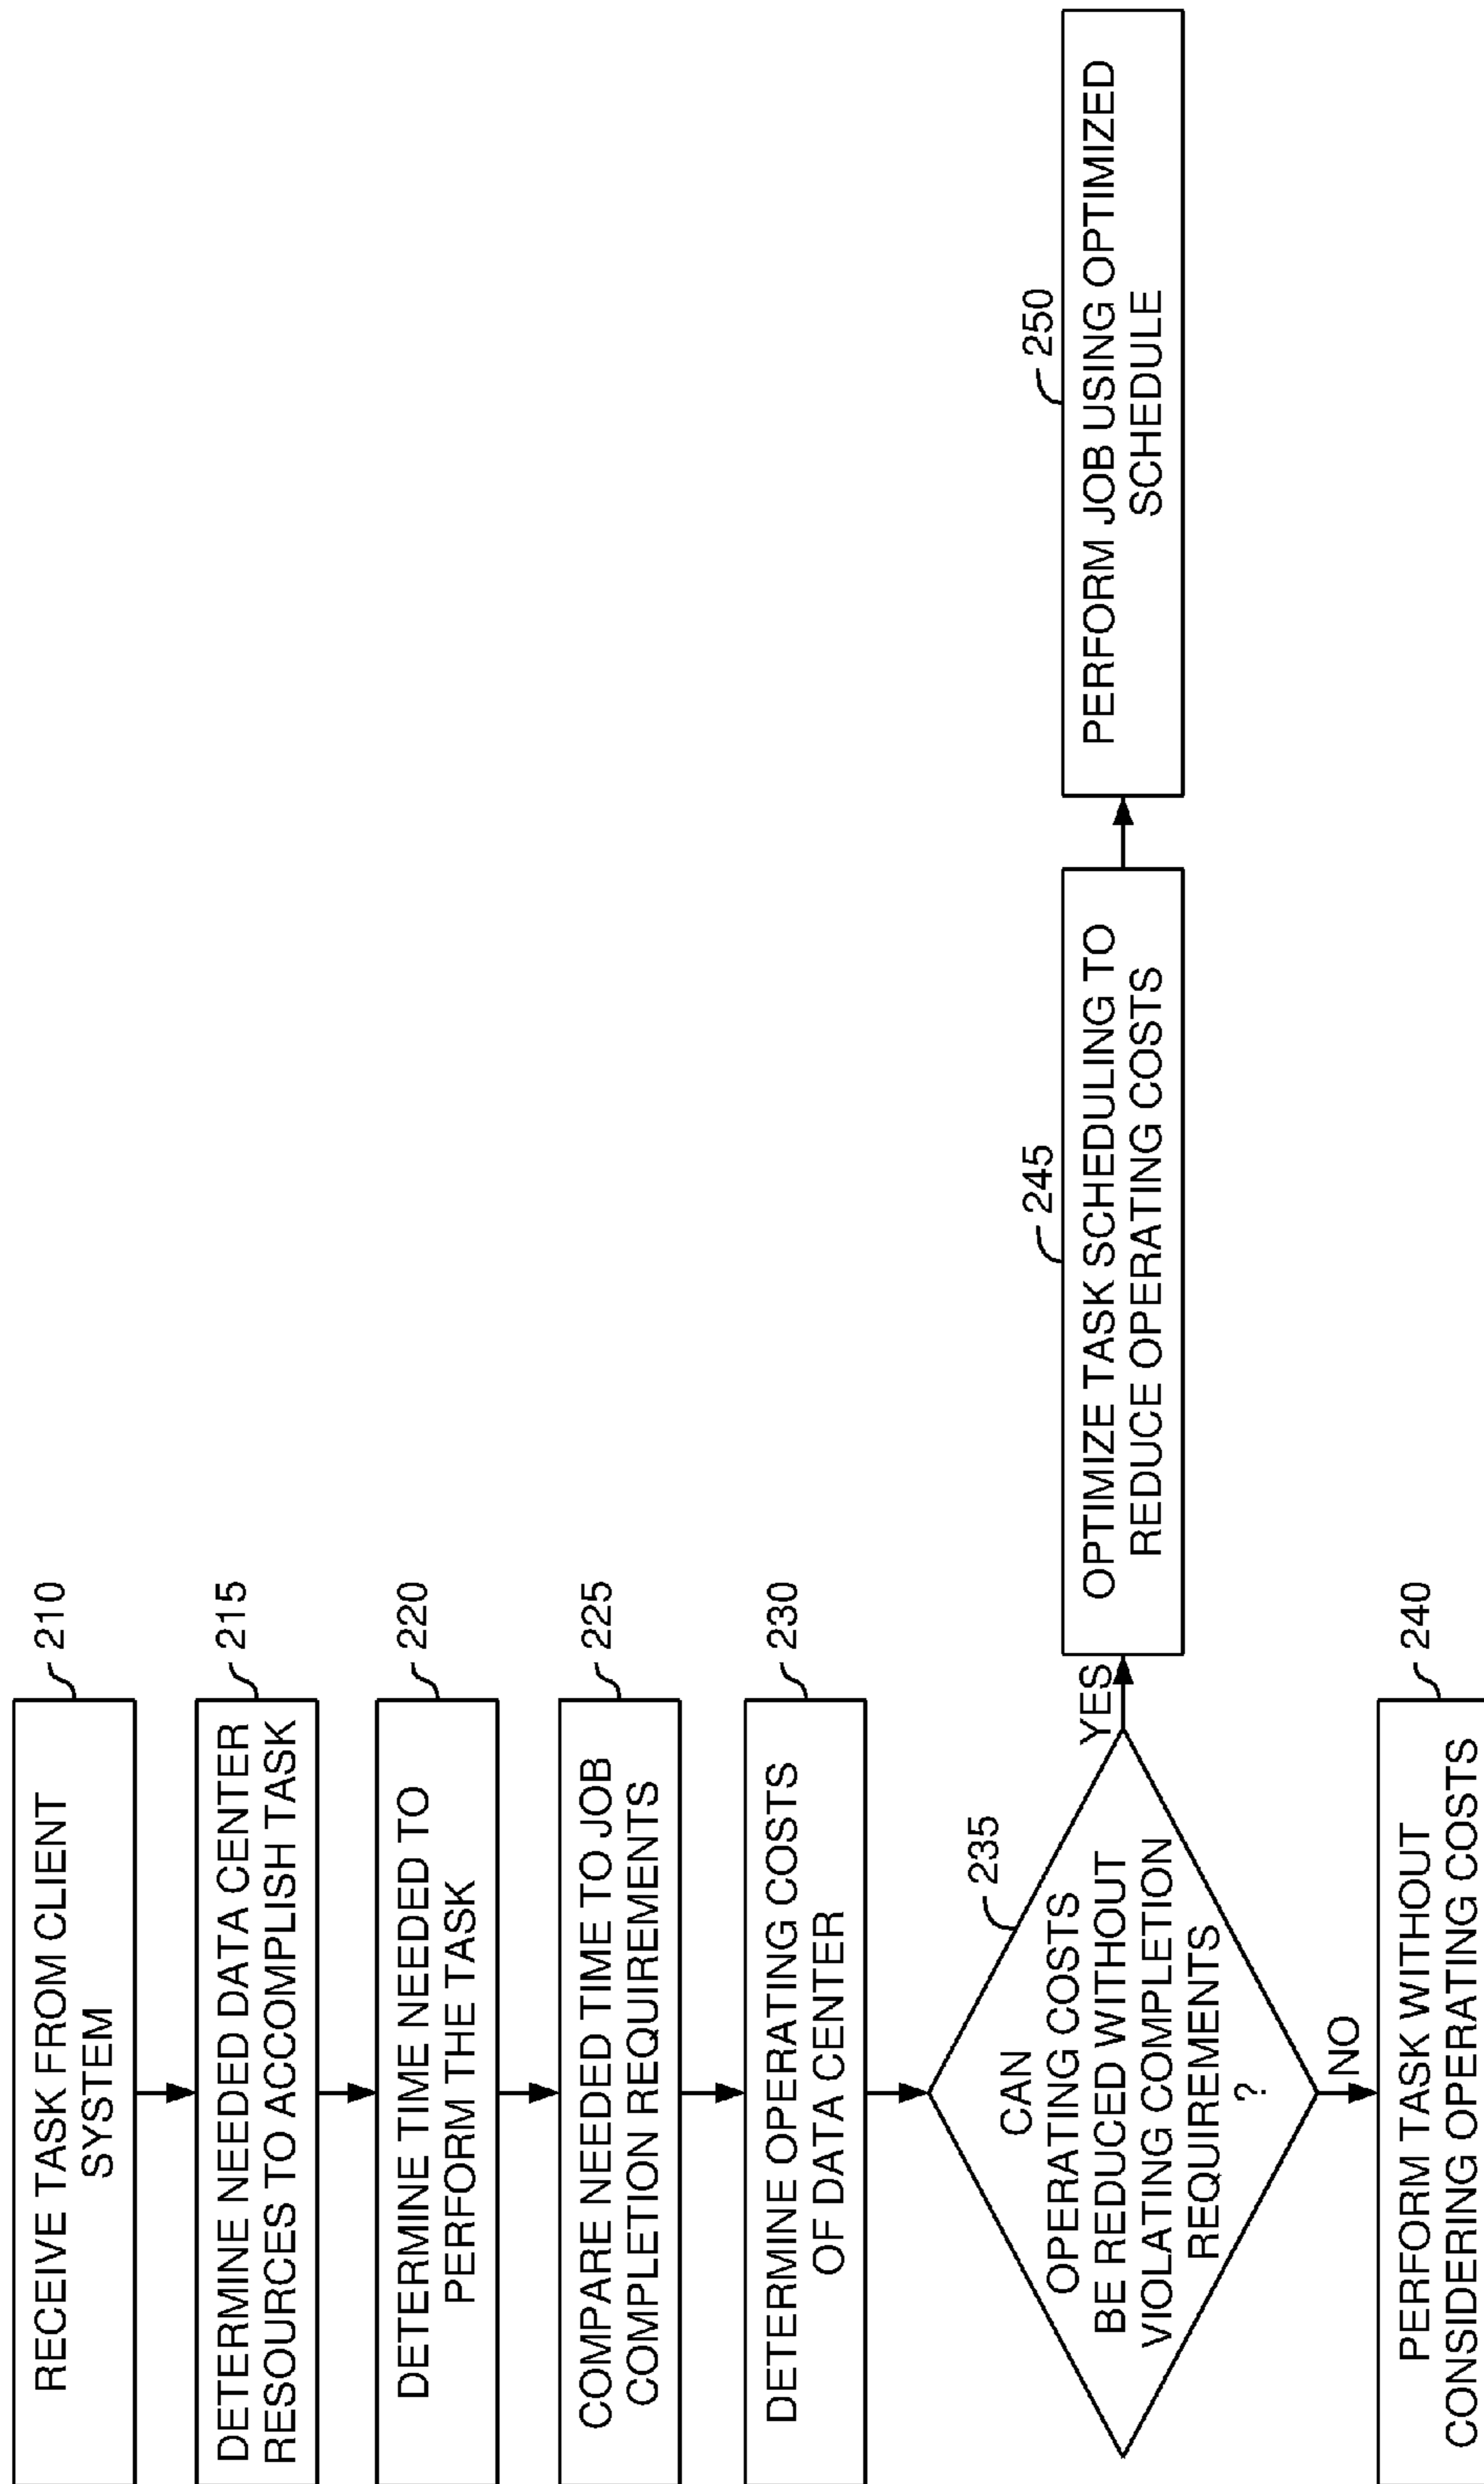 RECEIVE TASK FROM CLIENT
SYSTEM
210
DETERMINE NEEDED DATA CENTER
RESOURCES TO ACCOMPLISH TASK
215
DETERMINE TIME NEEDED TO
PERFORM THE TASK
220
COMPARE NEEDED TIME TO JOB
COMPLETION REQUIREMENTS
225
DETERMINE OPERATING COSTS
OF DATA CENTER
230
CAN
OPERATING COSTS
BE REDUCED WITHOUT
VIOLATING COMPLETION
REQUIREMENTS
?
235
YES
OPTIMIZE TASK SCHEDULING TO
REDUCE OPERATING COSTS
245
PERFORM JOB USING OPTIMIZED
SCHEDULE
250
NO
PERFORM TASK WITHOUT
CONSIDERING OPERATING COSTS
240